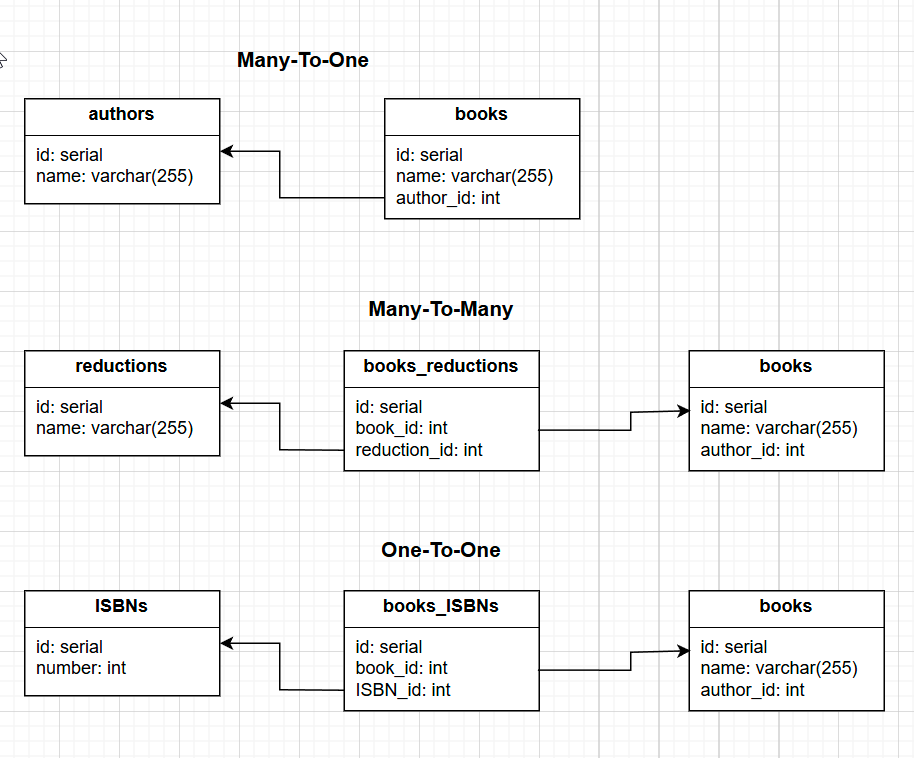 Many-To-One
authors
id: serial
name: varchar(255)
books
id: serial
name: varchar(255)
author_id: int
Many-To-Many
reductions
id: serial
name: varchar(255)
books_reductions
id: serial
book_id: int
reduction_id: int
books
id: serial
name: varchar(255)
author_id: int
One-To-One
ISBNs
id: serial
number: int
books_ISBNs
id: serial
book_id: int
ISBN_id: int
books
id: serial
name: varchar(255)
author_id: int